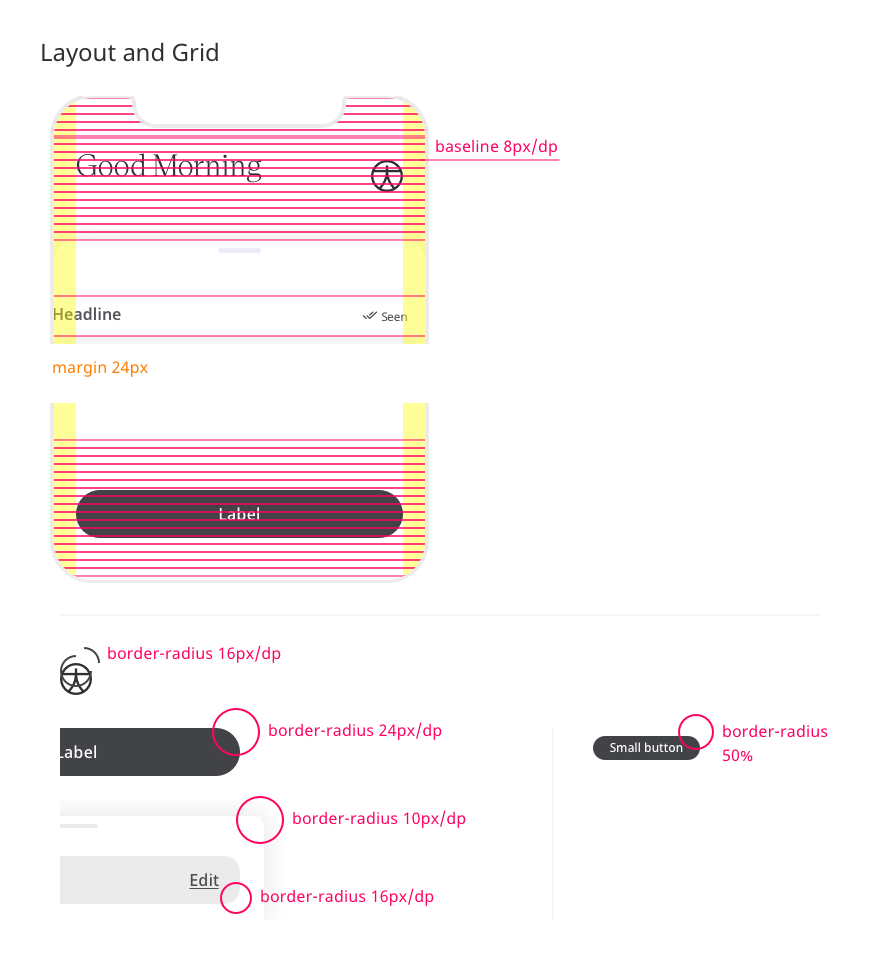 Layout and Grid
baseline 8px/dp
Good Morning
Headline
Seen
margin 24px
Label
border-radius 16px/dp
border-radius 24px/dp
Label
border-radius
50%
Small button
border-radius 10px/dp
Edit
border-radius 16px/dp